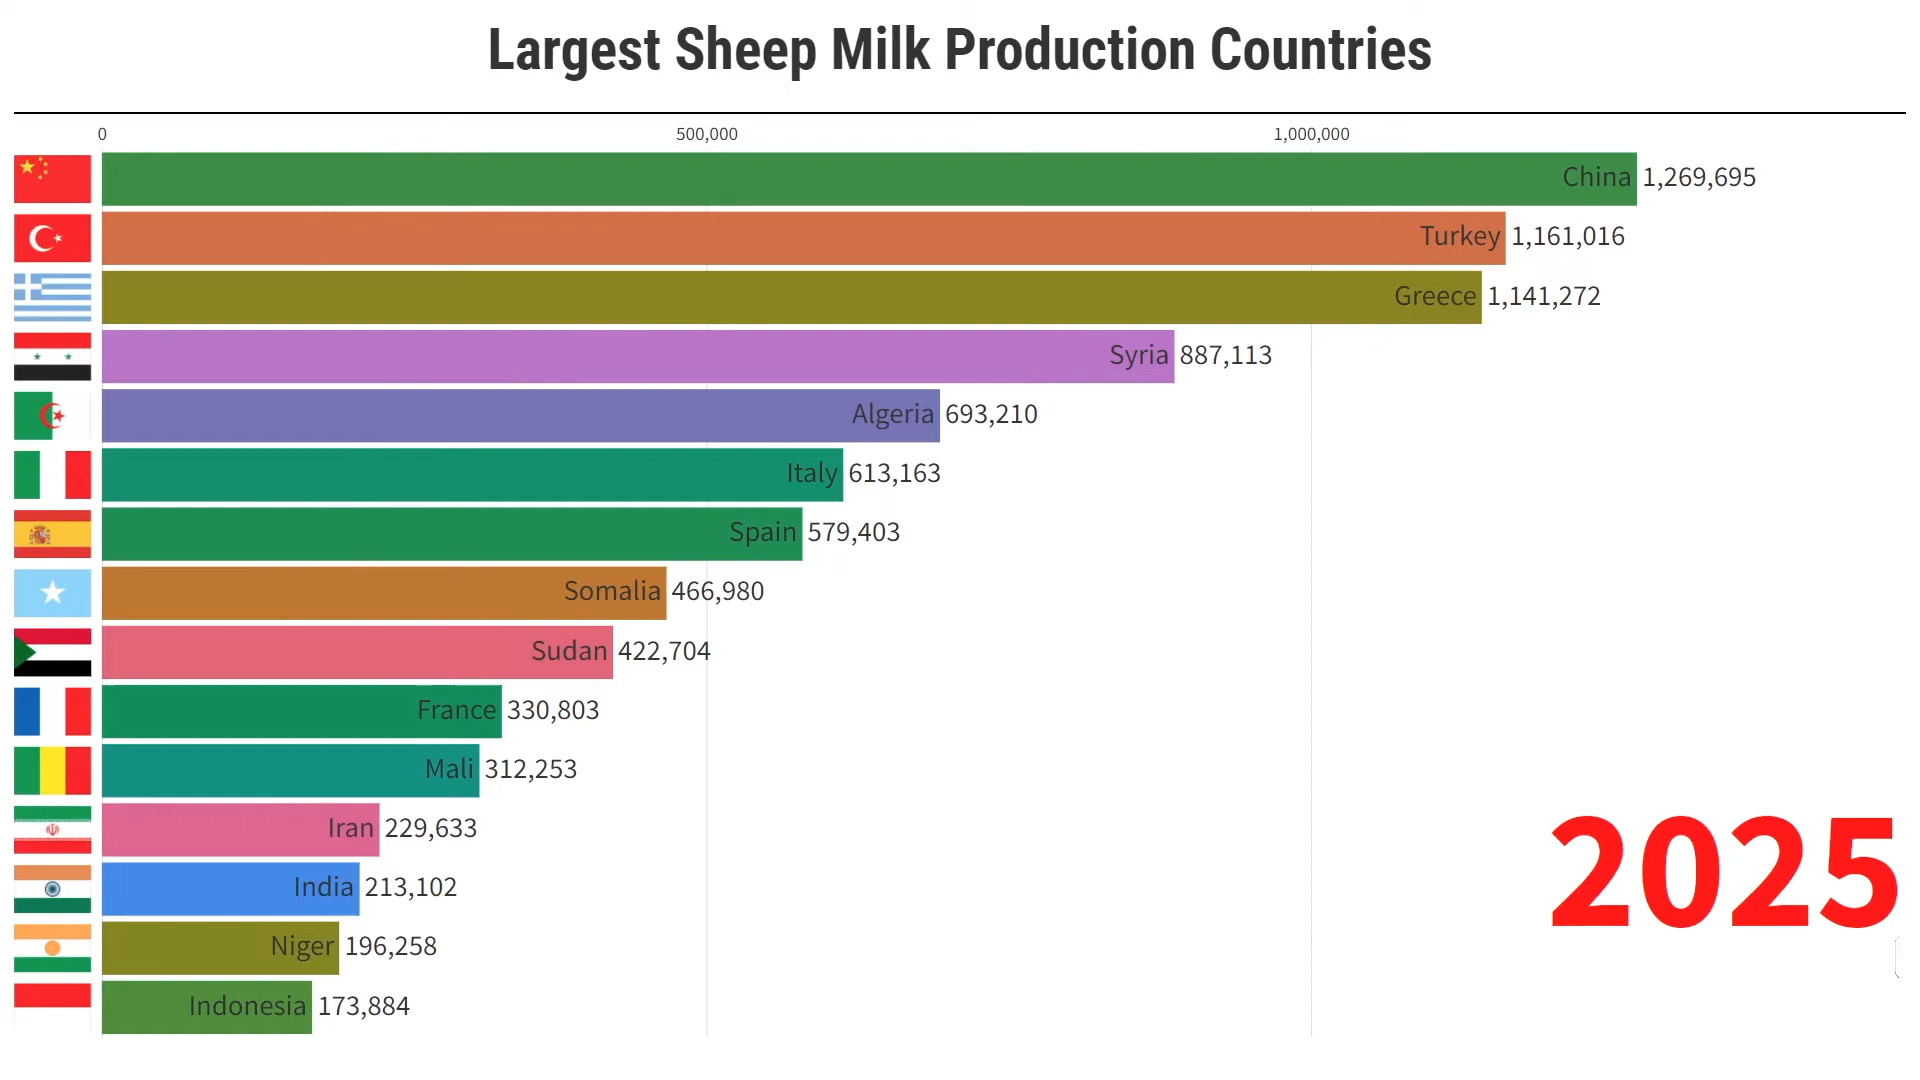 Largest Sheep Milk Production Countries
0 500,000 1,000,000
China 1,269,695
Turkey 1,161,016
Greece 1,141,272
Syria 887,113
Algeria 693,210
Italy 613,163
Spain 579,403
Somalia 466,980
Sudan 422,704
France 330,803
Mali 312,253
Iran 229,633
India 213,102
Niger 196,258
Indonesia 173,884
2025